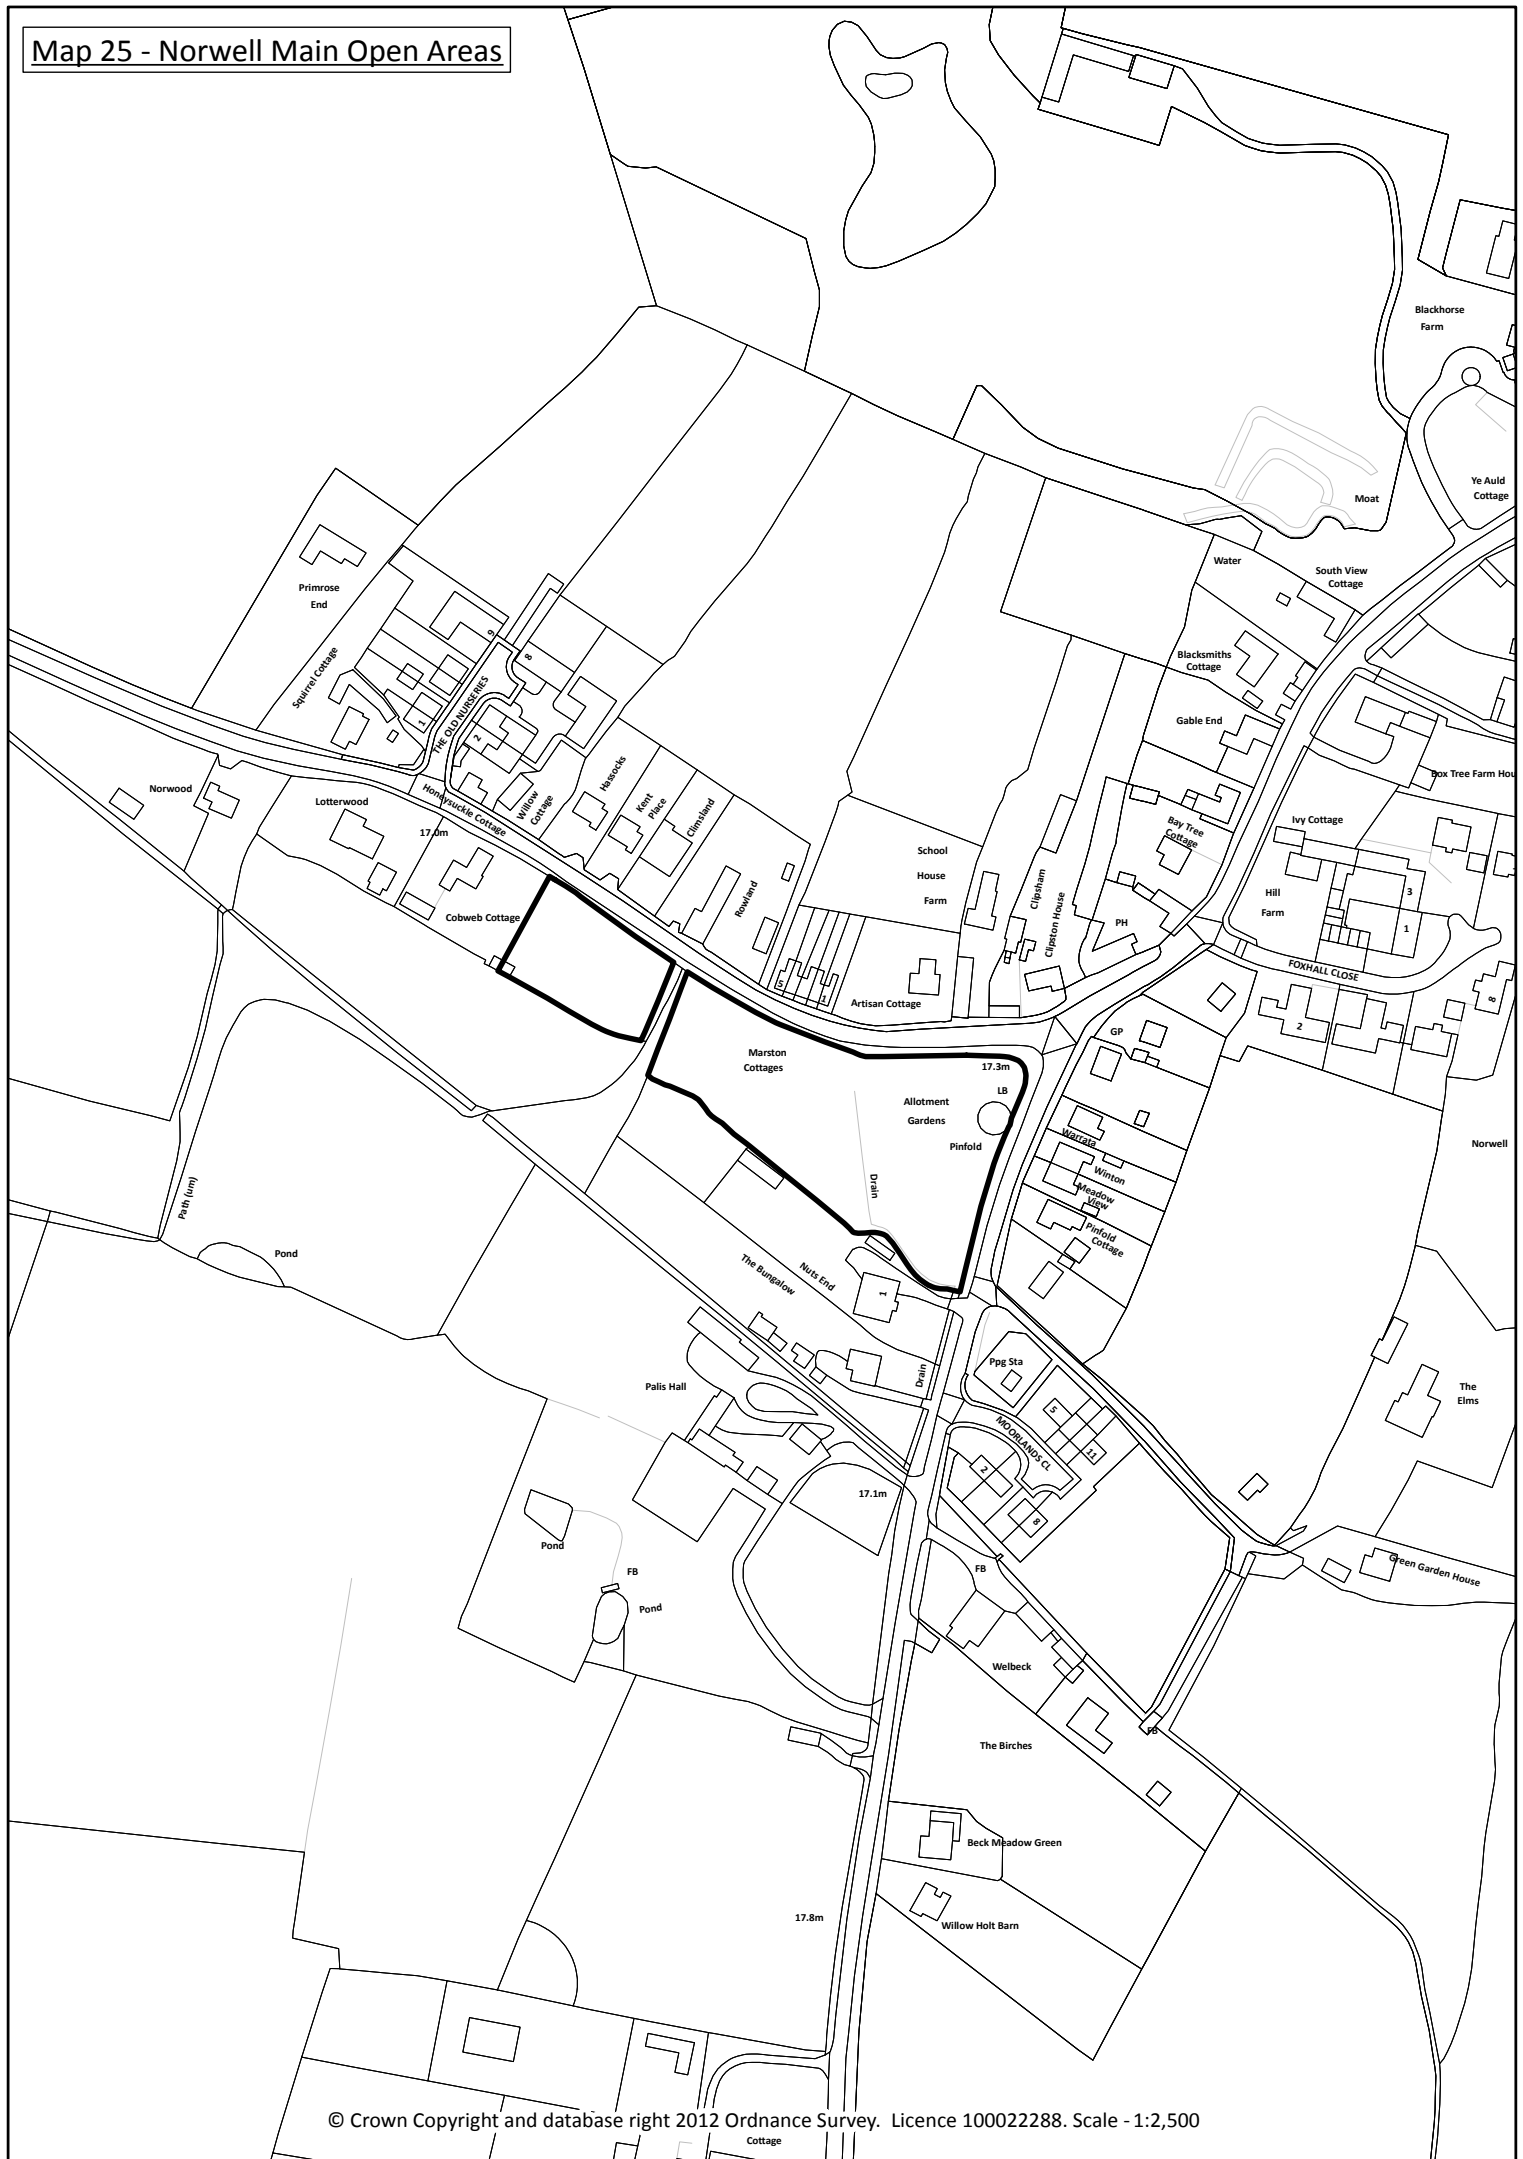 Map 25 - Norwell Main Open Areas
Blackhorse
Farm
Ye Auld
Cottage
Moat
Water
South View
Cottage
Primrose
End
Squirrel Cottage
9
8
THE OLD NURSERIES
1
2
Blacksmiths
Cottage
Gable End
Norwood
Lotterwood
Honeysuckle Cottage
17.0m
Willow
Cottage
Hassocks
Kent
Place
Climsland
Rowland
Cobweb Cottage
School
House
Farm
Clipsham
Clipston House
Bay Tree
Cottage
PH
Box Tree Farm Hou
Ivy Cottage
Hill
Farm
3
1
FOXHALL CLOSE
8
2
5
1
Artisan Cottage
GP
Marston
Cottages
17.3m
LB
Allotment
Gardens
Pinfold
Drain
Warrata
Winton
Meadow
View
Pinfold
Cottage
Norwell
Path (um)
Pond
The Bungalow
Nuts End
1
Palis Hall
Drain
Ppg Sta
5
11
MOORLANDS CL
2
8
The
Elms
17.1m
Pond
FB
Pond
FB
Green Garden House
Welbeck
FB
The Birches
Beck Meadow Green
Willow Holt Barn
17.8m
© Crown Copyright and database right 2012 Ordnance Survey. Licence 100022288. Scale - 1:2,500
Cottage